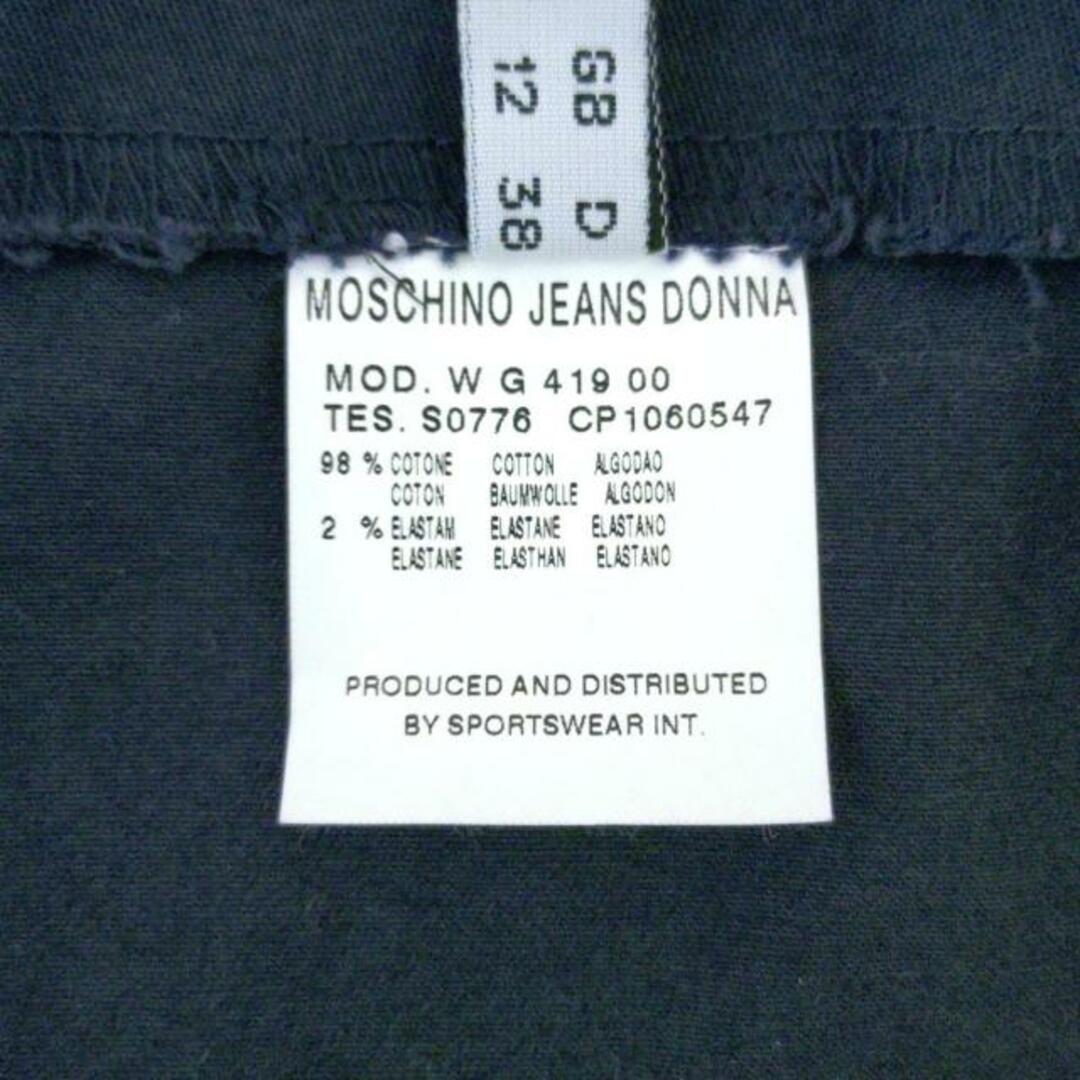 GB 12
D 38
MOSCHINO JEANS DONNA
MOD. W G 419 00
TES. S0776 CP1060547
98 % COTONE COTTON ALGODAO
COTON BAUMWOLLE ALGODON
2 % ELASTAM ELASTANE ELASTANO
ELASTANE ELASTHAN ELASTANO
PRODUCED AND DISTRIBUTED
BY SPORTSWEAR INT.